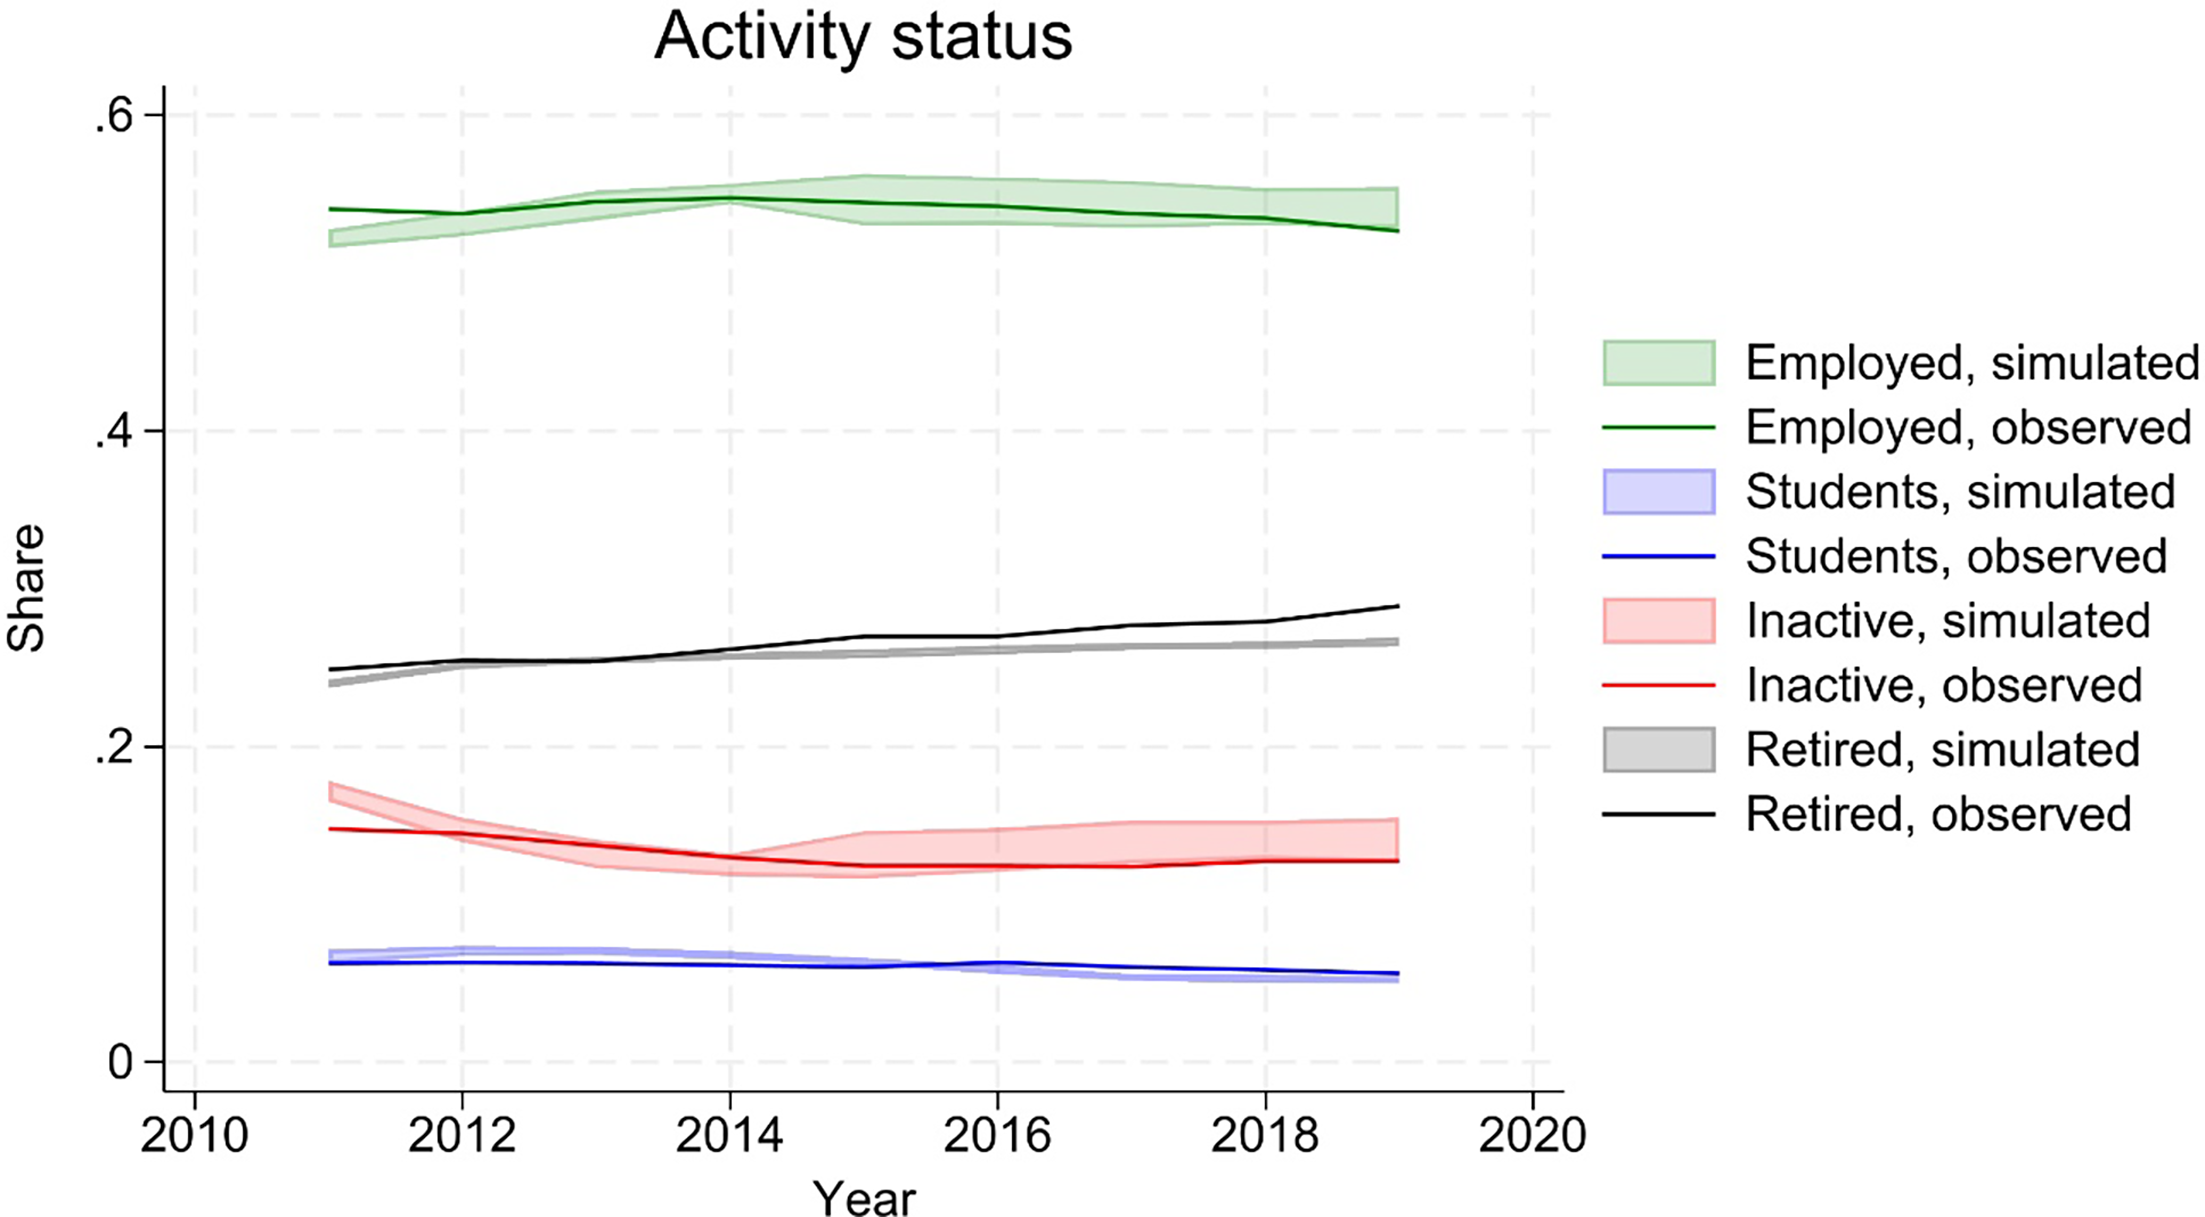 Activity status
.6
.4
.2
0
Share
2010 2012 2014 2016 2018 2020
Year
Employed, simulated
Employed, observed
Students, simulated
Students, observed
Inactive, simulated
Inactive, observed
Retired, simulated
Retired, observed